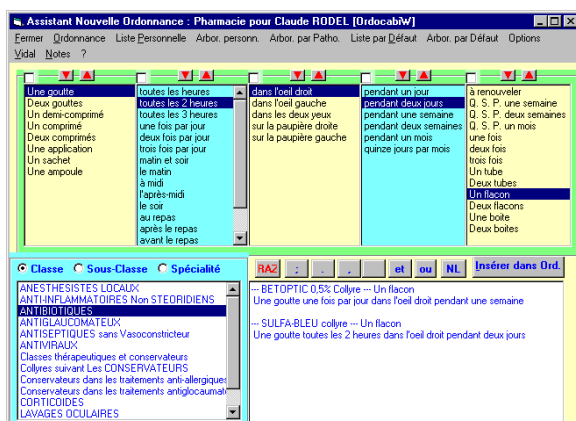 Assistant Nouvelle Ordonnance : Pharmacie pour Claude RODEL [OrdocabiW]
Fermer Ordonnance Liste Personnelle Arbor. personn. Arbor. par Patho. Liste par Défaut Arbor. par Défaut Options
Vidal Notes ?
Une goutte
Deux gouttes
Un demi-comprimé
Un comprimé
Deux comprimés
Une application
Un sachet
Une ampoule
toutes les heures
toutes les 2 heures
toutes les 3 heures
une fois par jour
deux fois par jour
trois fois par jour
matin et soir
le matin
à midi
l'après-midi
le soir
au repas
après le repas
avant le repas
dans l'oeil droit
dans l'oeil gauche
dans les deux yeux
sur la paupière droite
sur la paupière gauche
pendant un jour
pendant deux jours
pendant une semaine
pendant deux semaines
pendant un mois
quinze jours par mois
à renouveler
Q. S. P. une semaine
Q. S. P. deux semaines
Q. S. P. un mois
une fois
deux fois
trois fois
Un tube
Deux tubes
Un flacon
Deux flacons
Une boite
Deux boites
Classe Sous-Classe Spécialité
RAZ ; . , et ou NL Insérer dans Ord.
ANESTHESISTES LOCAUX
ANTI-INFLAMMATOIRES Non STEORIDIENS
ANTIBIOTIQUES
ANTIGLAUCOMATEUX
ANTISEPTIQUES sans Vasoconstricteur
ANTIVIRAUX
Classes thérapeutiques et conservateurs
Collyres suivant Les CONSERVATEURS
Conservateurs dans les traitements anti-allergiques
Conservateurs dans les traitements antiglaucomat
CORTICOIDES
LAVAGES OCULAIRES
--- BETOPTIC 0,5% Collyre --- Un flacon
Une goutte une fois par jour dans l'oeil droit pendant une semaine
--- SULFA-BLEU collyre --- Un flacon
Une goutte toutes les 2 heures dans l'oeil droit pendant deux jours